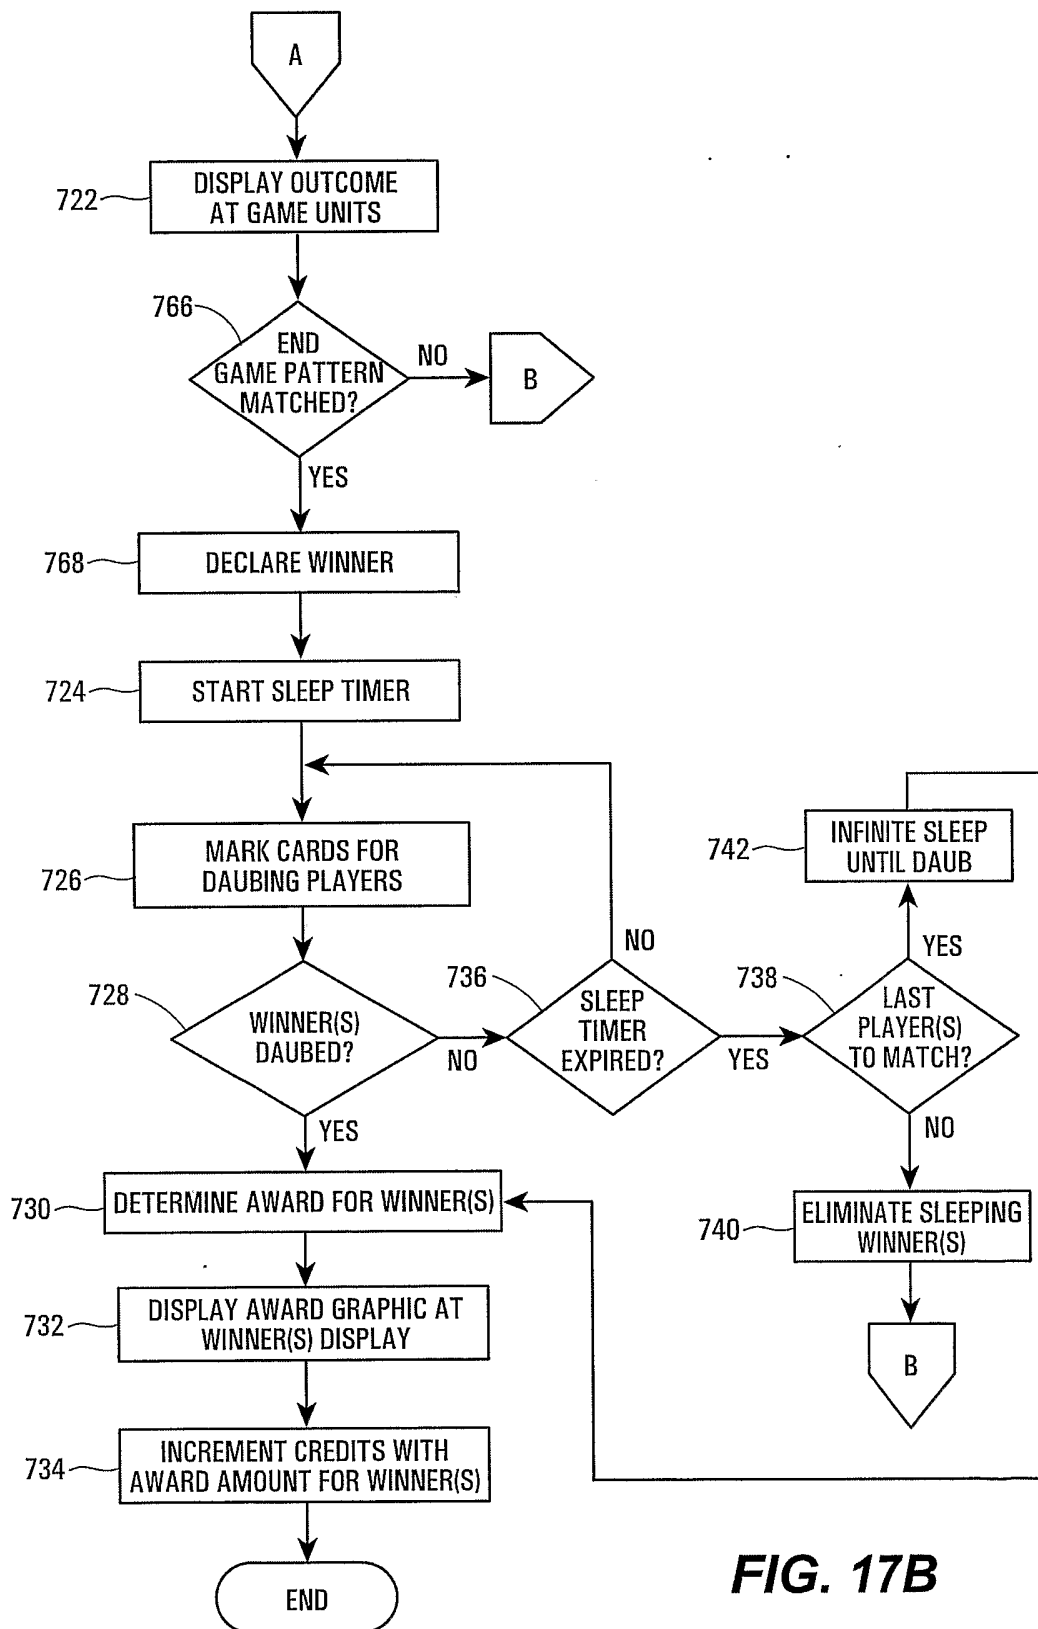 A
722
DISPLAY OUTCOME
AT GAME UNITS
766
END
GAME PATTERN
MATCHED?
NO
B
YES
768
DECLARE WINNER
724
START SLEEP TIMER
726
MARK CARDS FOR
DAUBING PLAYERS
742
INFINITE SLEEP
UNTIL DAUB
728
WINNER(S)
DAUBED?
NO
YES
736
SLEEP
TIMER
EXPIRED?
NO
YES
738
LAST
PLAYER(S)
TO MATCH?
YES
NO
730
DETERMINE AWARD FOR WINNER(S)
740
ELIMINATE SLEEPING
WINNER(S)
B
732
DISPLAY AWARD GRAPHIC AT
WINNER(S) DISPLAY
734
INCREMENT CREDITS WITH
AWARD AMOUNT FOR WINNER(S)
END
FIG. 17B